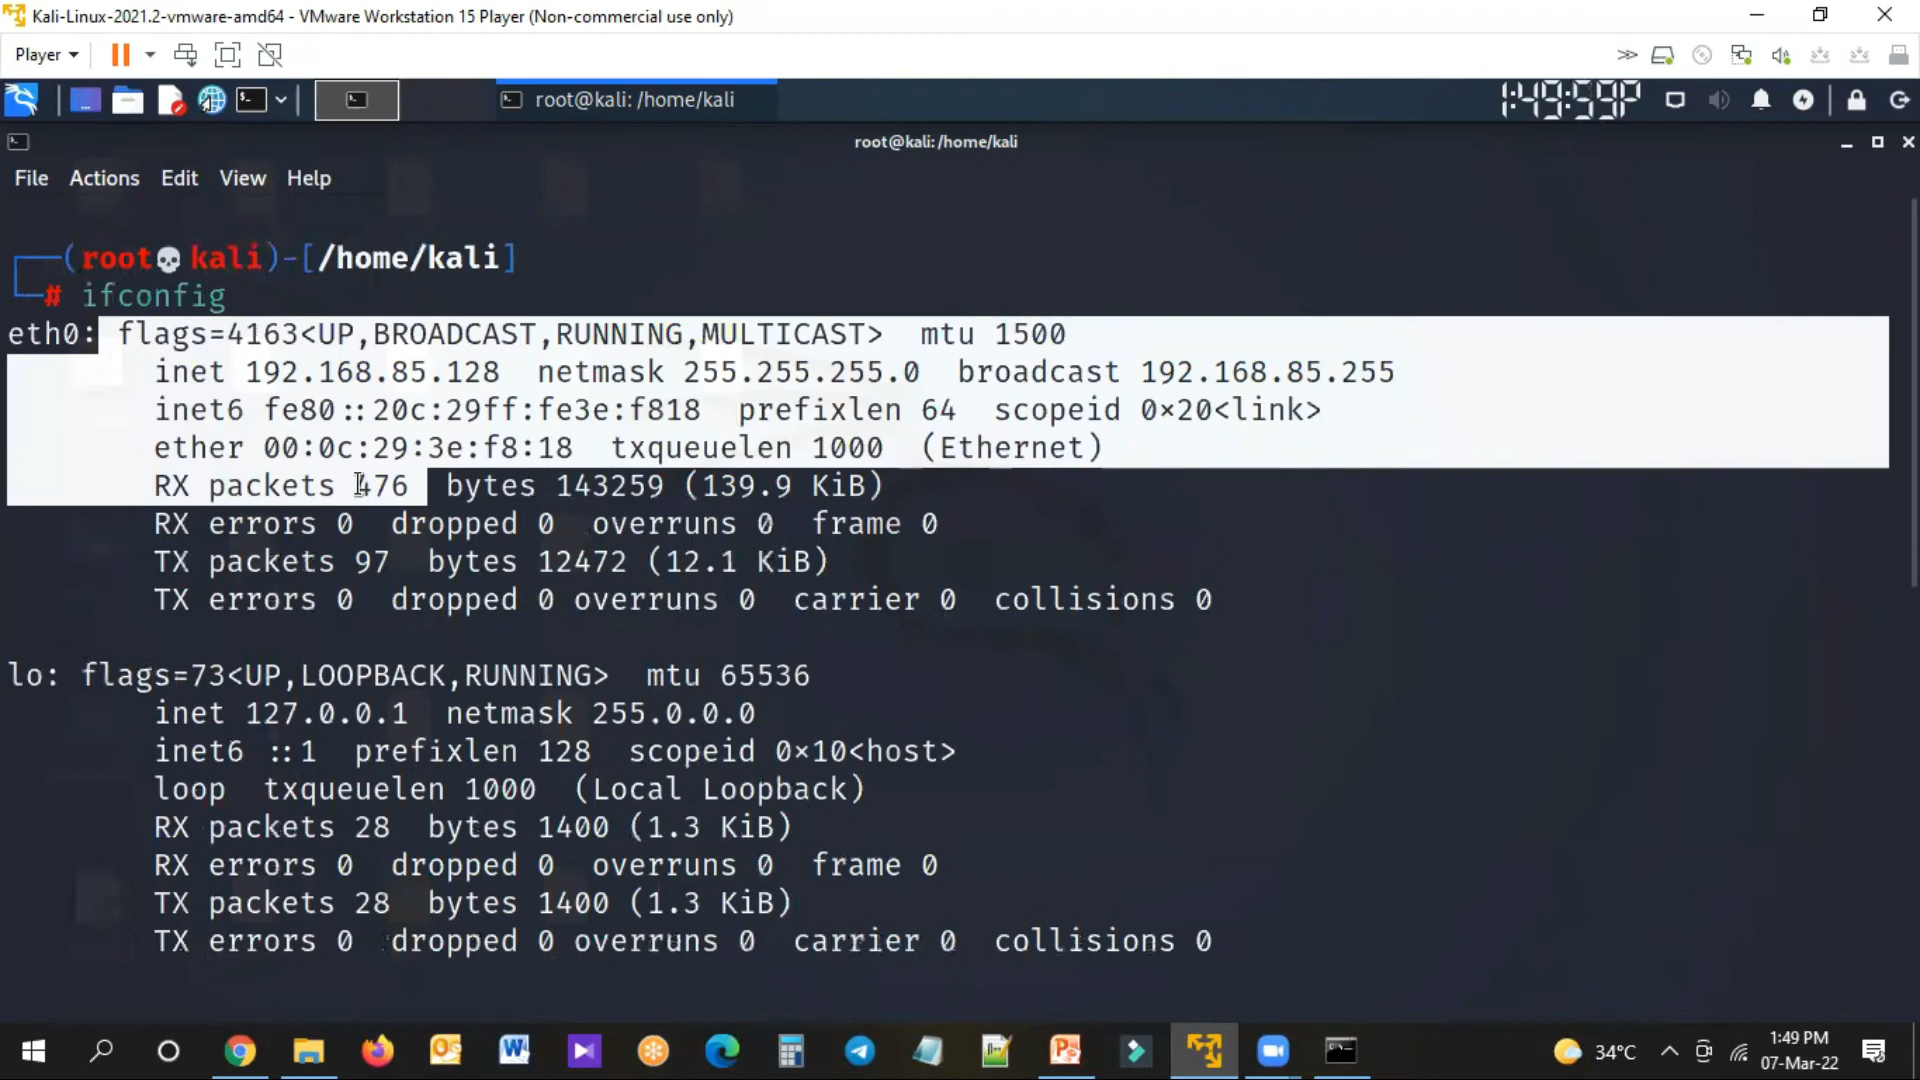 Kali-Linux-2021.2-vmware-amd64 - VMware Workstation 15 Player (Non-commercial use only)
Player
root@kali: /home/kali
1:49:59P
root@kali:/home/kali
File Actions Edit View Help
(root💀kali)-[/home/kali]
# ifconfig
eth0: flags=4163<UP,BROADCAST,RUNNING,MULTICAST>  mtu 1500
inet 192.168.85.128  netmask 255.255.255.0  broadcast 192.168.85.255
inet6 fe80::20c:29ff:fe3e:f818  prefixlen 64  scopeid 0×20<link>
ether 00:0c:29:3e:f8:18  txqueuelen 1000  (Ethernet)
RX packets 476  bytes 143259 (139.9 KiB)
RX errors 0  dropped 0  overruns 0  frame 0
TX packets 97  bytes 12472 (12.1 KiB)
TX errors 0  dropped 0 overruns 0  carrier 0  collisions 0
lo: flags=73<UP,LOOPBACK,RUNNING>  mtu 65536
inet 127.0.0.1  netmask 255.0.0.0
inet6 ::1  prefixlen 128  scopeid 0×10<host>
loop  txqueuelen 1000  (Local Loopback)
RX packets 28  bytes 1400 (1.3 KiB)
RX errors 0  dropped 0  overruns 0  frame 0
TX packets 28  bytes 1400 (1.3 KiB)
TX errors 0  dropped 0 overruns 0  carrier 0  collisions 0
34°C
1:49 PM
07-Mar-22